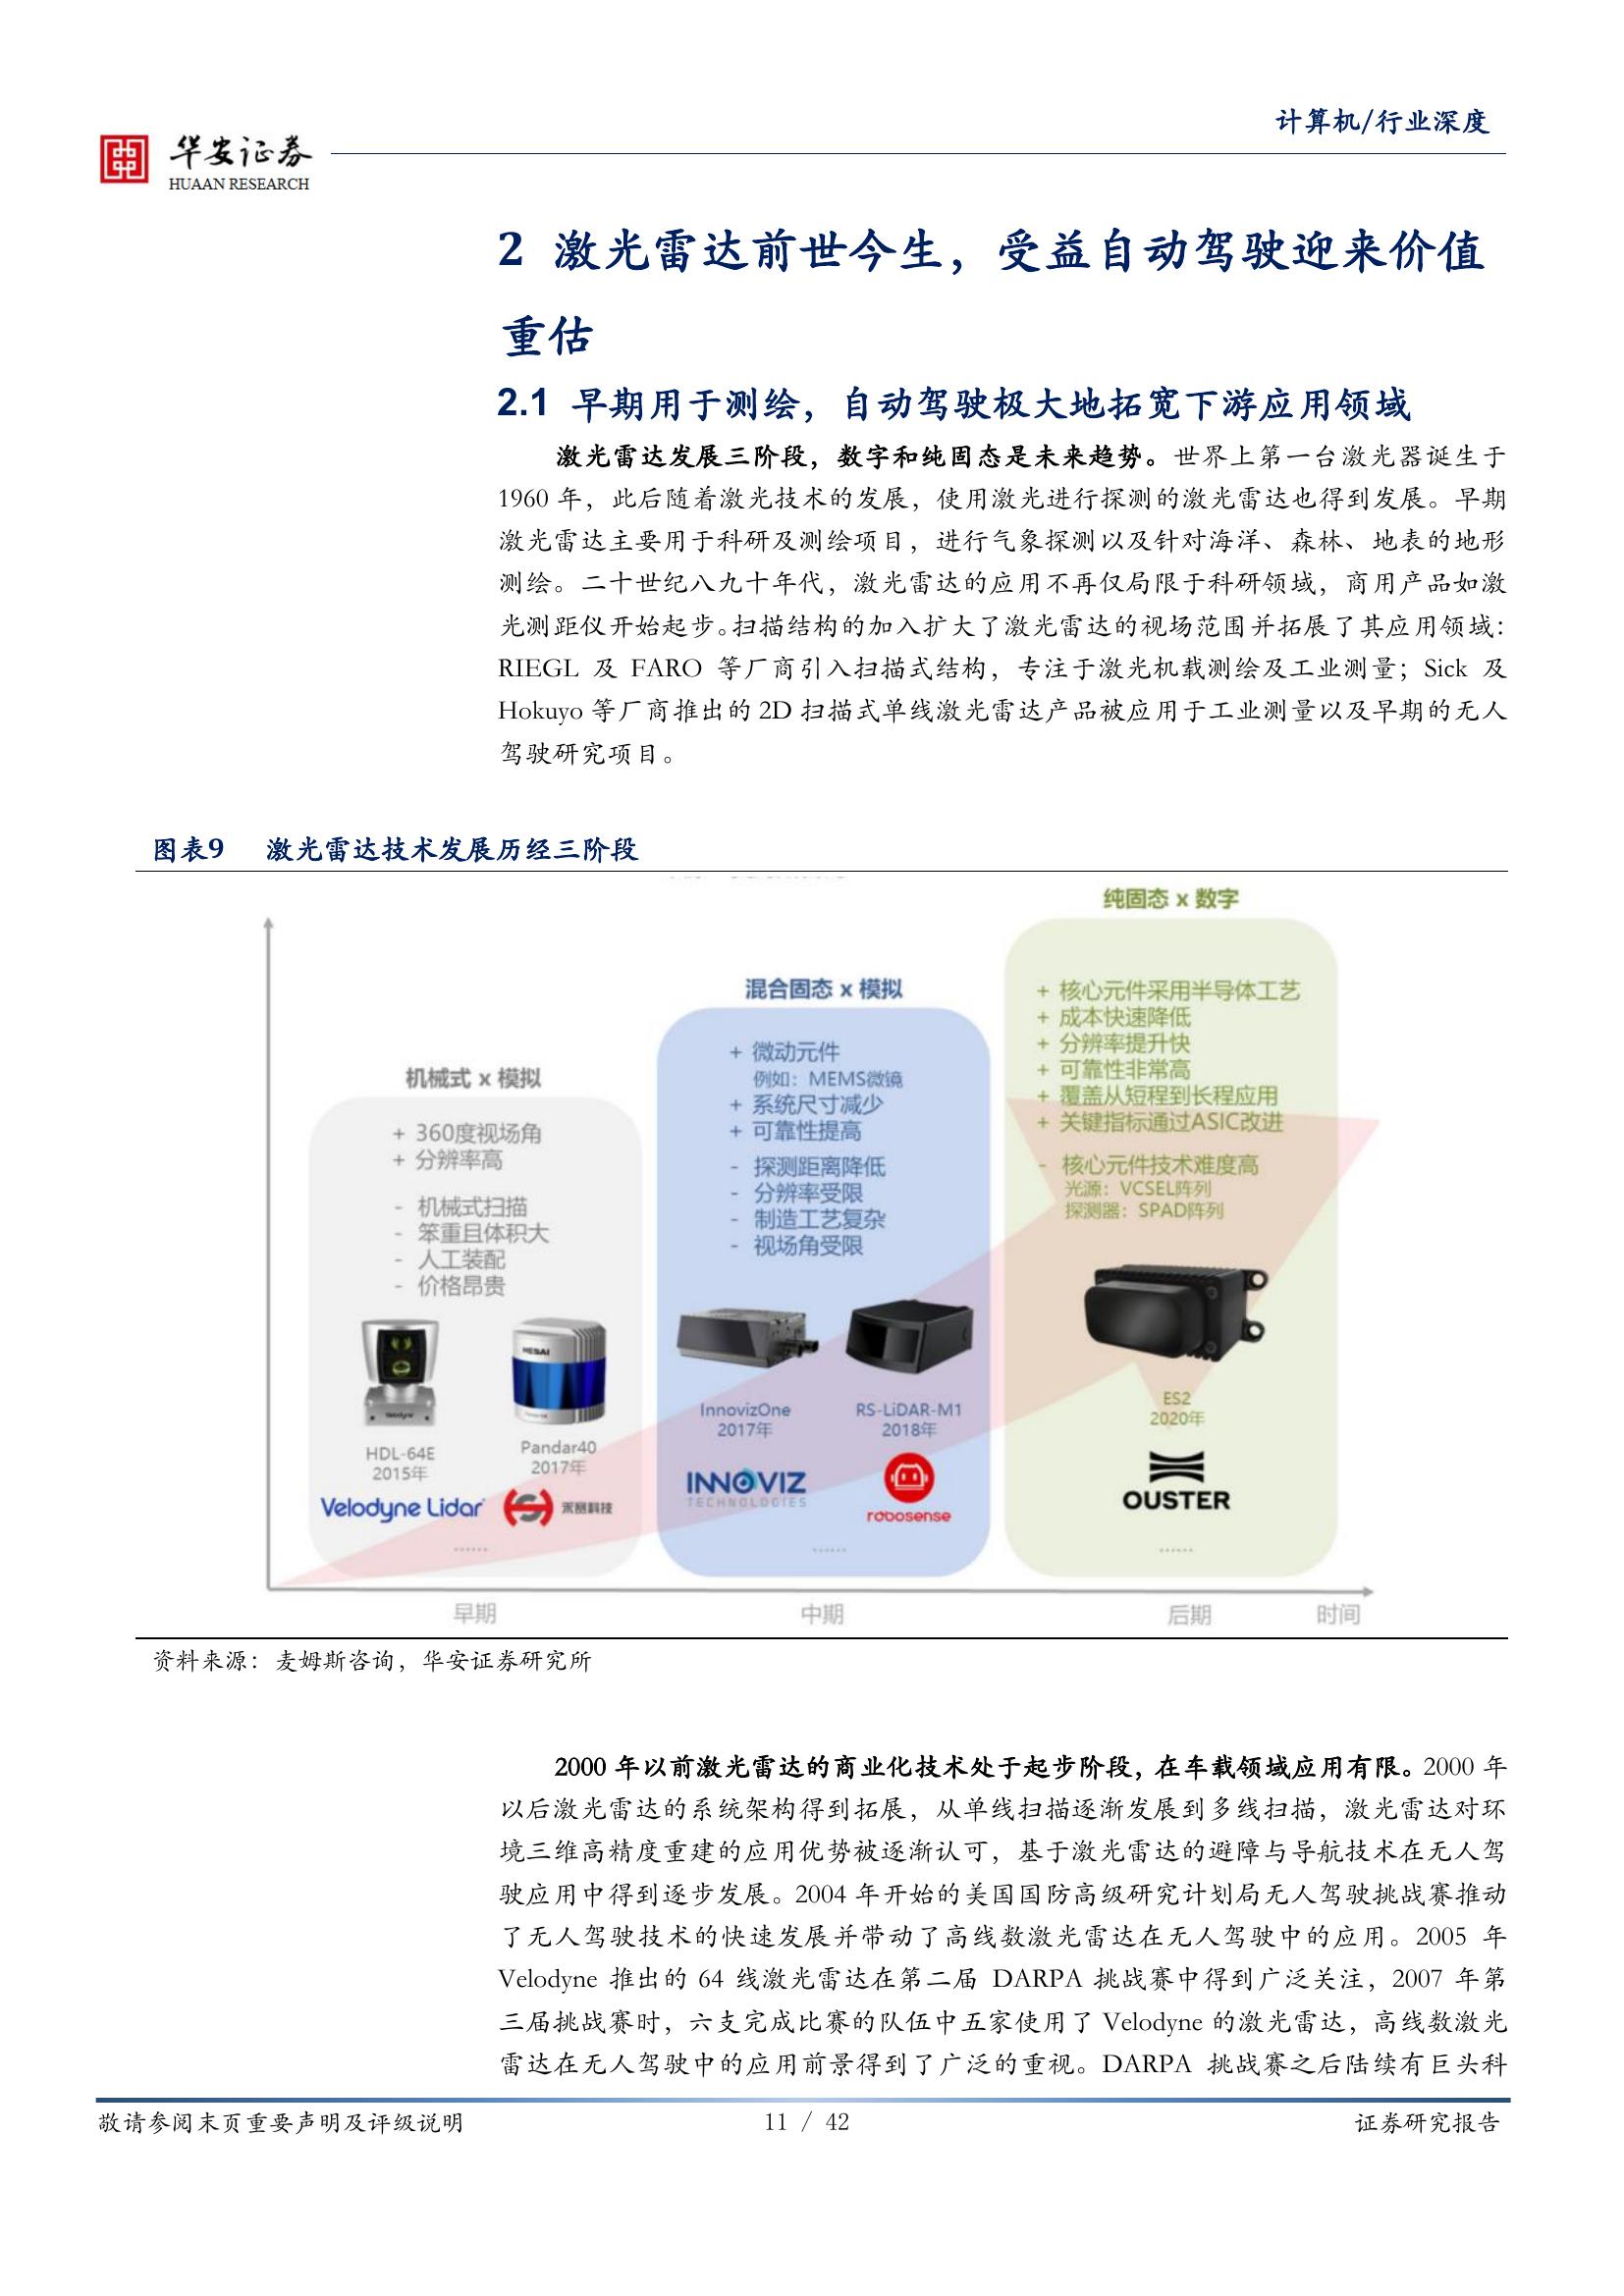 计算机/行业深度
华安证券
HUAAN RESEARCH
2 激光雷达前世今生，受益自动驾驶迎来价值
重估
2.1 早期用于测绘，自动驾驶极大地拓宽下游应用领域
激光雷达发展三阶段，数字和纯固态是未来趋势。世界上第一台激光器诞生于
1960 年，此后随着激光技术的发展，使用激光进行探测的激光雷达也得到发展。早期
激光雷达主要用于科研及测绘项目，进行气象探测以及针对海洋、森林、地表的地形
测绘。二十世纪八九十年代，激光雷达的应用不再仅局限于科研领域，商用产品如激
光测距仪开始起步。扫描结构的加入扩大了激光雷达的视场范围并拓展了其应用领域：
RIEGL 及 FARO 等厂商引入扫描式结构，专注于激光机载测绘及工业测量；Sick 及
Hokuyo 等厂商推出的 2D 扫描式单线激光雷达产品被应用于工业测量以及早期的无人
驾驶研究项目。
图表9 激光雷达技术发展历经三阶段
机械式 x 模拟
+ 360度视场角
+ 分辨率高
- 机械式扫描
- 笨重且体积大
- 人工装配
- 价格昂贵
Velodyne
HESAI
HDL-64E
2015年
Pandar40
2017年
Velodyne Lidar
禾赛科技
......
混合固态 x 模拟
+ 微动元件
例如：MEMS微镜
+ 系统尺寸减少
+ 可靠性提高
- 探测距离降低
- 分辨率受限
- 制造工艺复杂
- 视场角受限
InnovizOne
2017年
RS-LiDAR-M1
2018年
INNOVIZ
TECHNOLOGIES
robosense
......
纯固态 x 数字
+ 核心元件采用半导体工艺
+ 成本快速降低
+ 分辨率提升快
+ 可靠性非常高
+ 覆盖从短程到长程应用
+ 关键指标通过ASIC改进
- 核心元件技术难度高
光源：VCSEL阵列
探测器：SPAD阵列
ES2
2020年
OUSTER
......
早期
中期
后期
时间
资料来源：麦姆斯咨询，华安证券研究所
2000 年以前激光雷达的商业化技术处于起步阶段，在车载领域应用有限。2000 年
以后激光雷达的系统架构得到拓展，从单线扫描逐渐发展到多线扫描，激光雷达对环
境三维高精度重建的应用优势被逐渐认可，基于激光雷达的避障与导航技术在无人驾
驶应用中得到逐步发展。2004 年开始的美国国防高级研究计划局无人驾驶挑战赛推动
了无人驾驶技术的快速发展并带动了高线数激光雷达在无人驾驶中的应用。2005 年
Velodyne 推出的 64 线激光雷达在第二届 DARPA 挑战赛中得到广泛关注，2007 年第
三届挑战赛时，六支完成比赛的队伍中五家使用了 Velodyne 的激光雷达，高线数激光
雷达在无人驾驶中的应用前景得到了广泛的重视。DARPA 挑战赛之后陆续有巨头科
敬请参阅末页重要声明及评级说明
11 / 42
证券研究报告